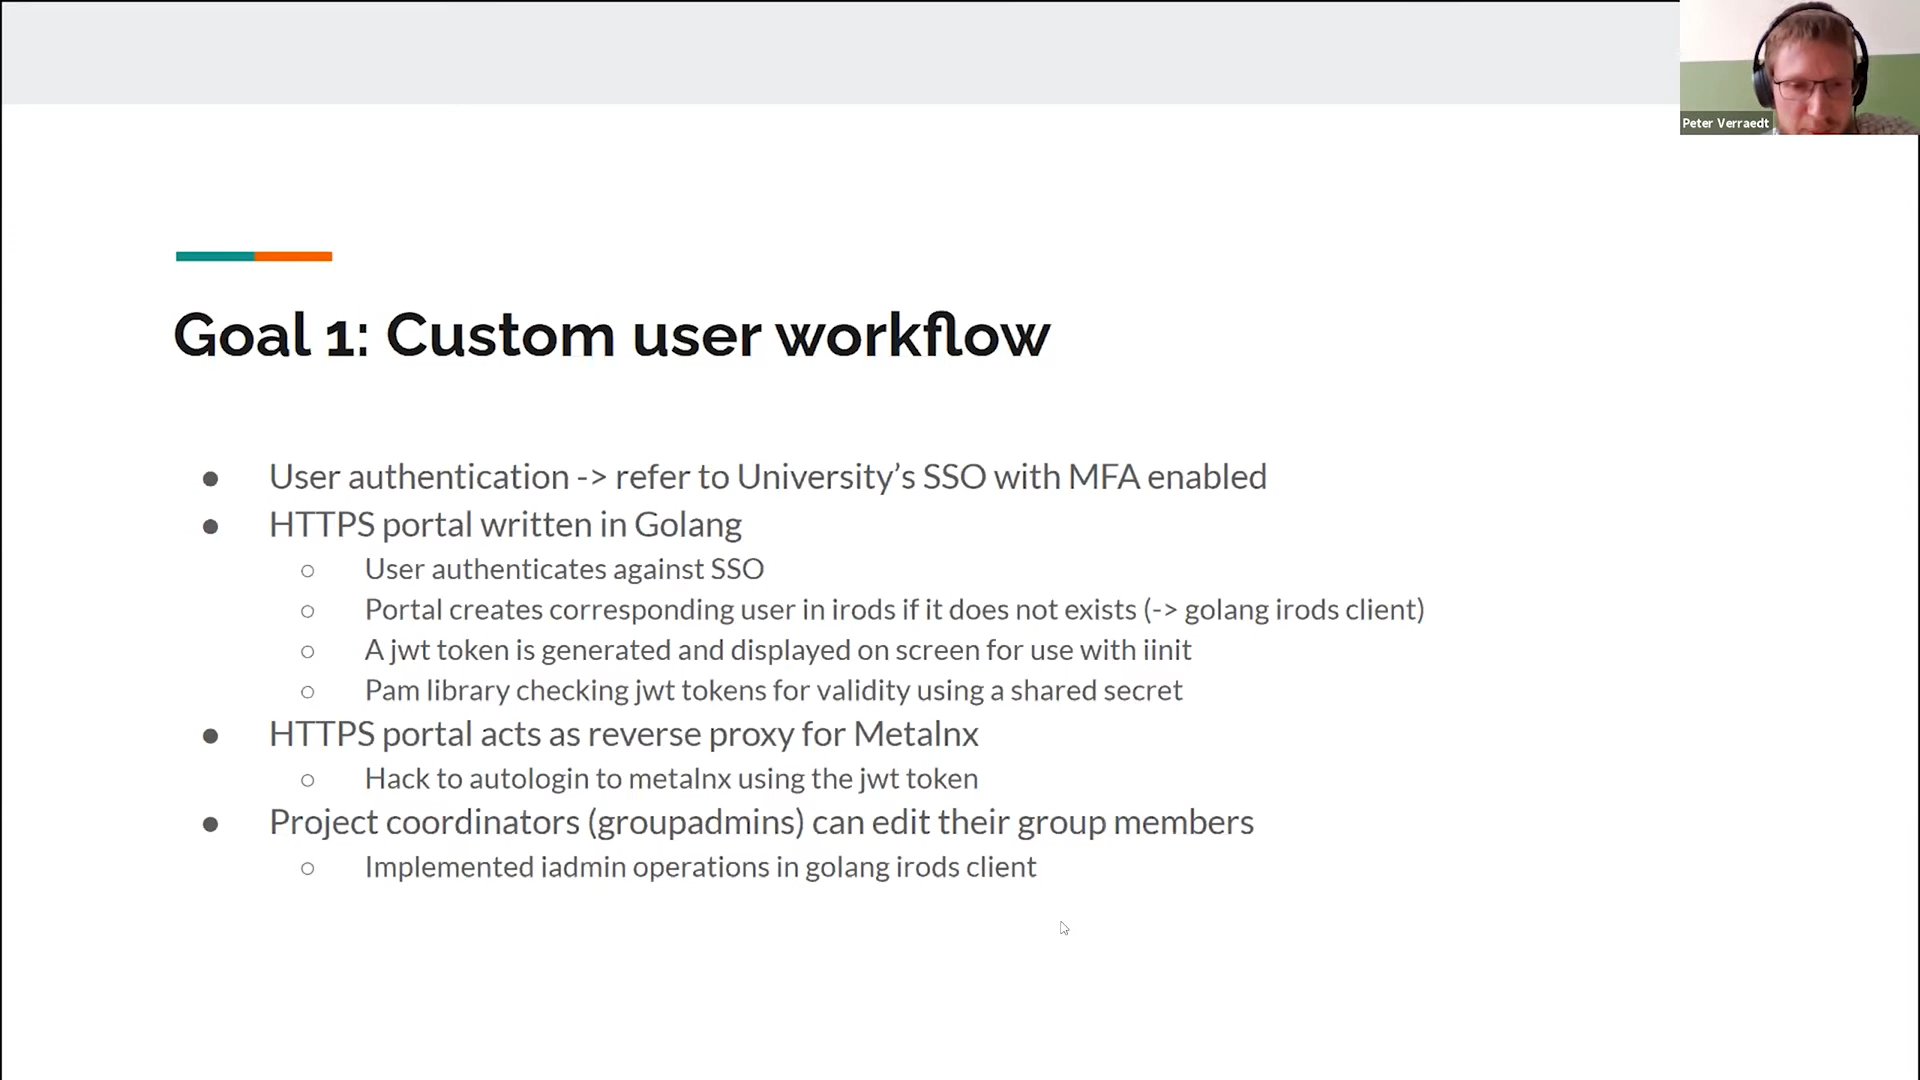 Peter Verraedt
Goal 1: Custom user workflow
● User authentication -> refer to University’s SSO with MFA enabled
● HTTPS portal written in Golang
○ User authenticates against SSO
○ Portal creates corresponding user in irods if it does not exists (-> golang irods client)
○ A jwt token is generated and displayed on screen for use with iinit
○ Pam library checking jwt tokens for validity using a shared secret
● HTTPS portal acts as reverse proxy for Metalnx
○ Hack to autologin to metalnx using the jwt token
● Project coordinators (groupadmins) can edit their group members
○ Implemented iadmin operations in golang irods client